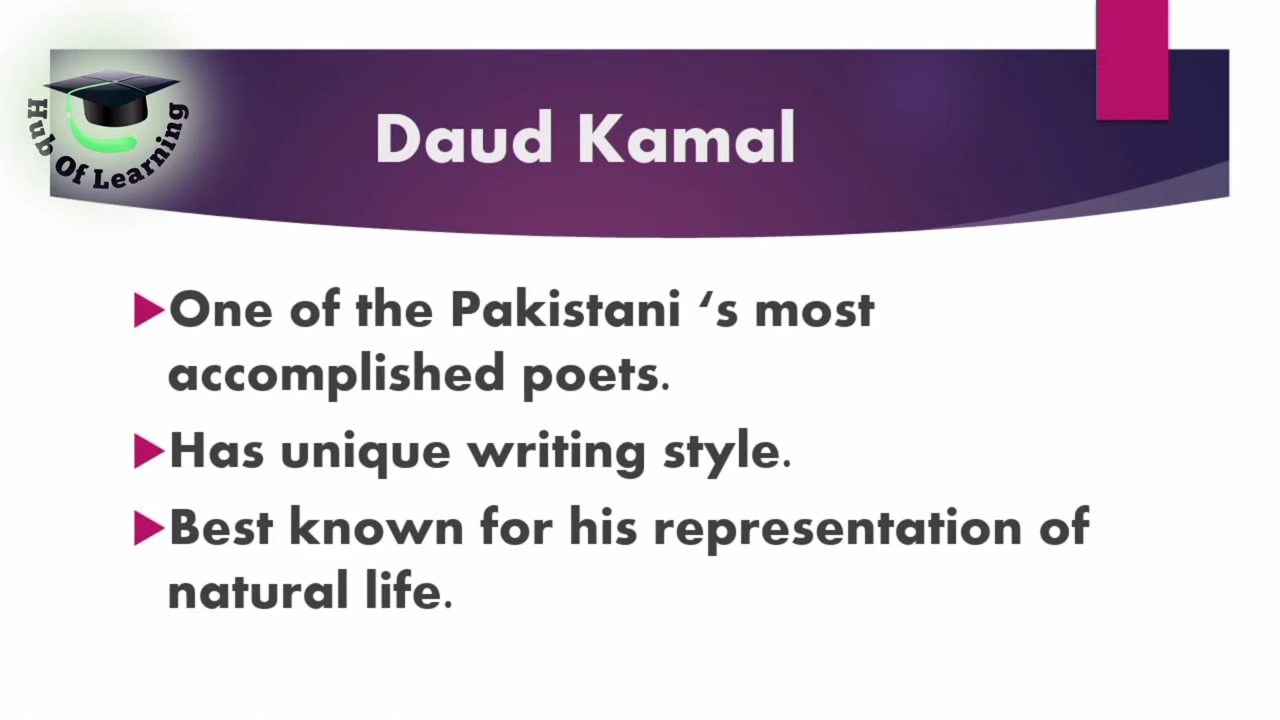 Hub Of Learning
Daud Kamal
One of the Pakistani ‘s most
accomplished poets.
Has unique writing style.
Best known for his representation of
natural life.